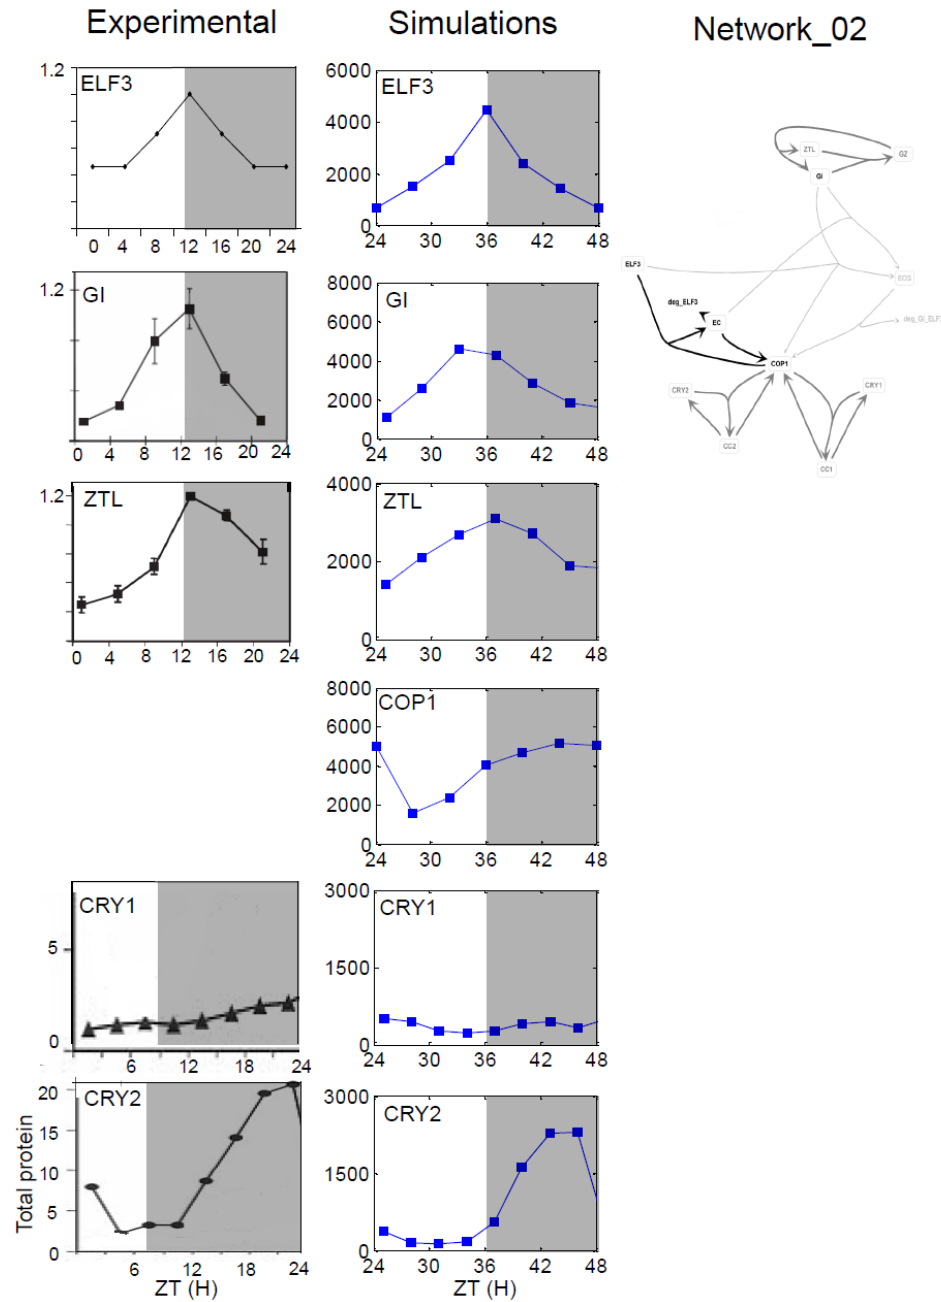 Experimental
Simulations
Network_02
1.2
ELF3
0 4 8 12 16 20 24
6000
4000
2000
0
ELF3
24 30 36 42 48
1.2
GI
0 4 8 12 16 20 24
8000
6000
4000
2000
0
GI
24 30 36 42 48
1.2
ZTL
0 4 8 12 16 20 24
4000
2000
0
ZTL
24 30 36 42 48
8000
6000
4000
2000
0
COP1
24 30 36 42 48
5
0
CRY1
6 12 18 24
3000
1500
0
CRY1
24 30 36 42 48
Total protein
20
15
10
5
0
CRY2
6 12 18 24
ZT (H)
3000
1500
0
CRY2
24 30 36 42 48
ZT (H)
ZTL
GZ
GI
ELF3
deg_ELF3
EC
deg_GI_ELF
COP1
CRY2
CRY1
CC2
CC1